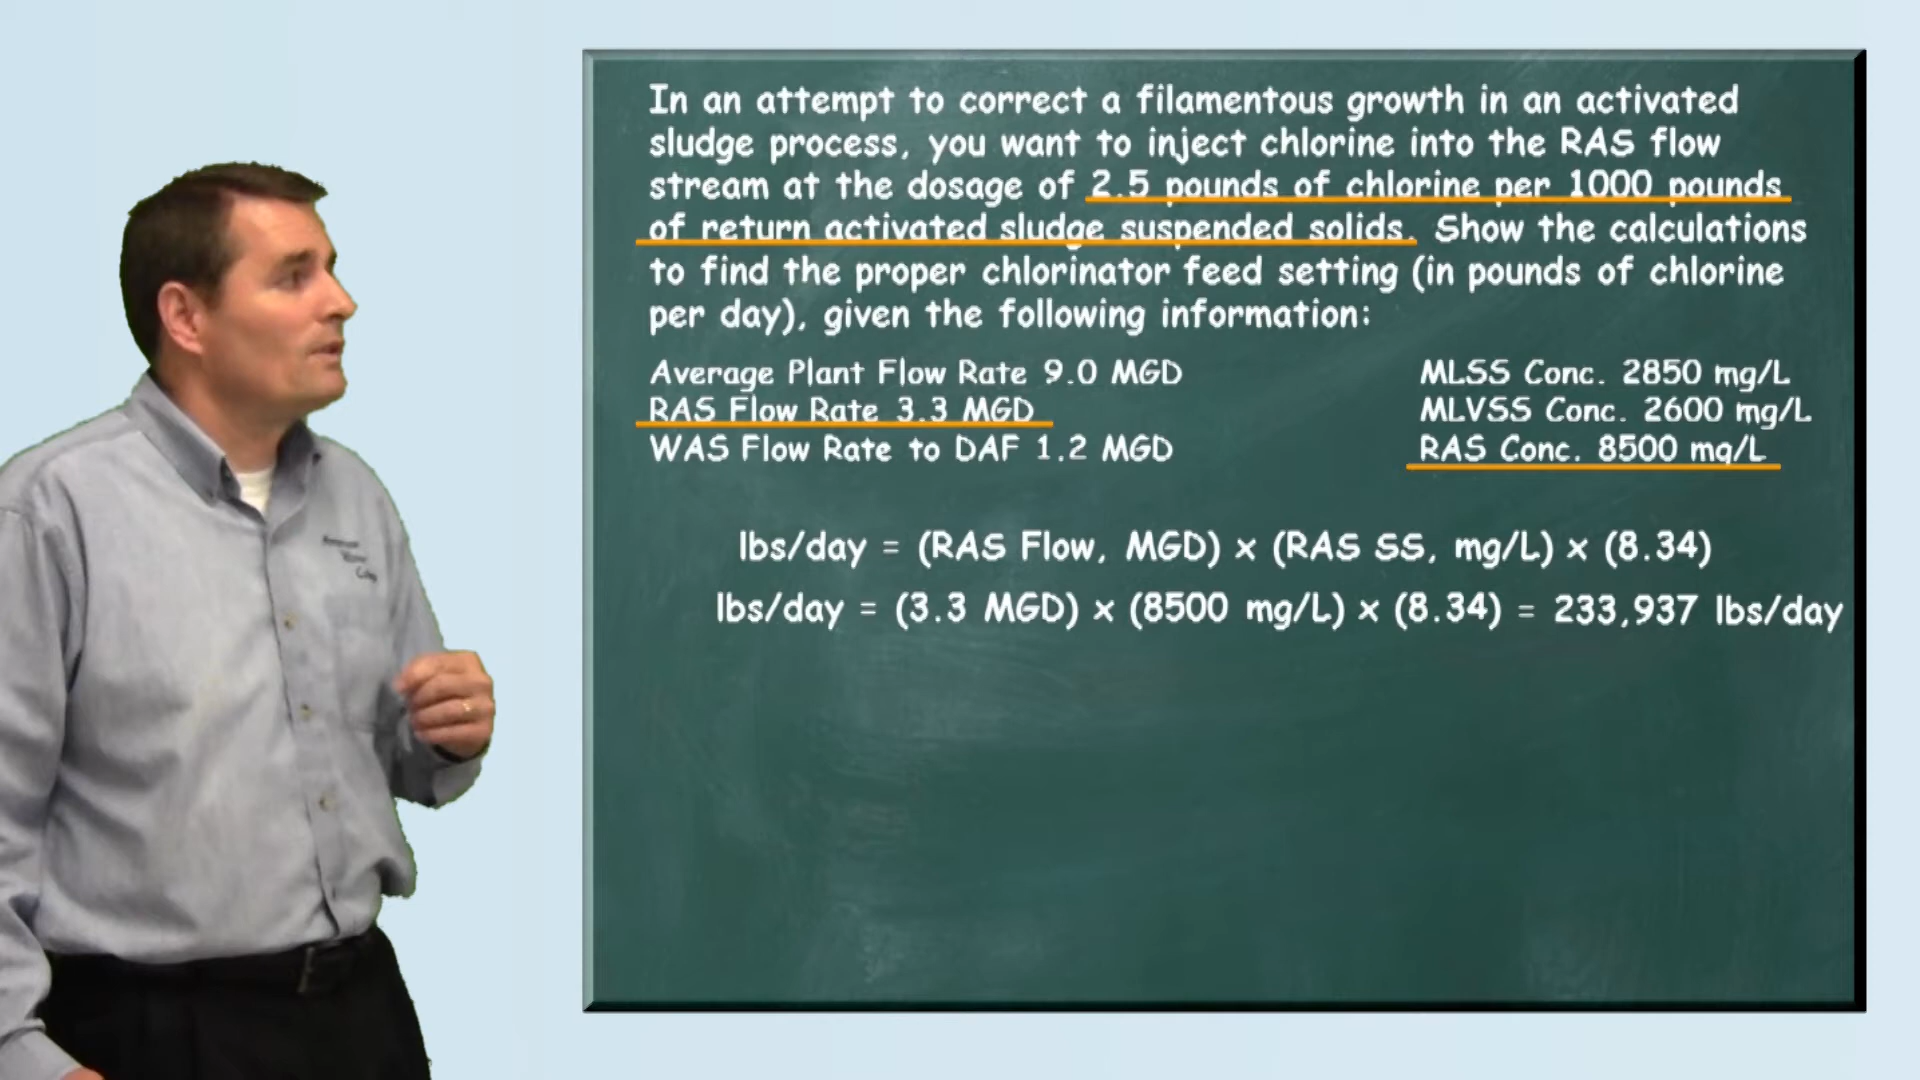 In an attempt to correct a filamentous growth in an activated
sludge process, you want to inject chlorine into the RAS flow
stream at the dosage of 2.5 pounds of chlorine per 1000 pounds
of return activated sludge suspended solids. Show the calculations
to find the proper chlorinator feed setting (in pounds of chlorine
per day), given the following information:
Average Plant Flow Rate 9.0 MGD
RAS Flow Rate 3.3 MGD
WAS Flow Rate to DAF 1.2 MGD
MLSS Conc. 2850 mg/L
MLVSS Conc. 2600 mg/L
RAS Conc. 8500 mg/L
lbs/day = (RAS Flow, MGD) x (RAS SS, mg/L) x (8.34)
lbs/day = (3.3 MGD) x (8500 mg/L) x (8.34) = 233,937 lbs/day